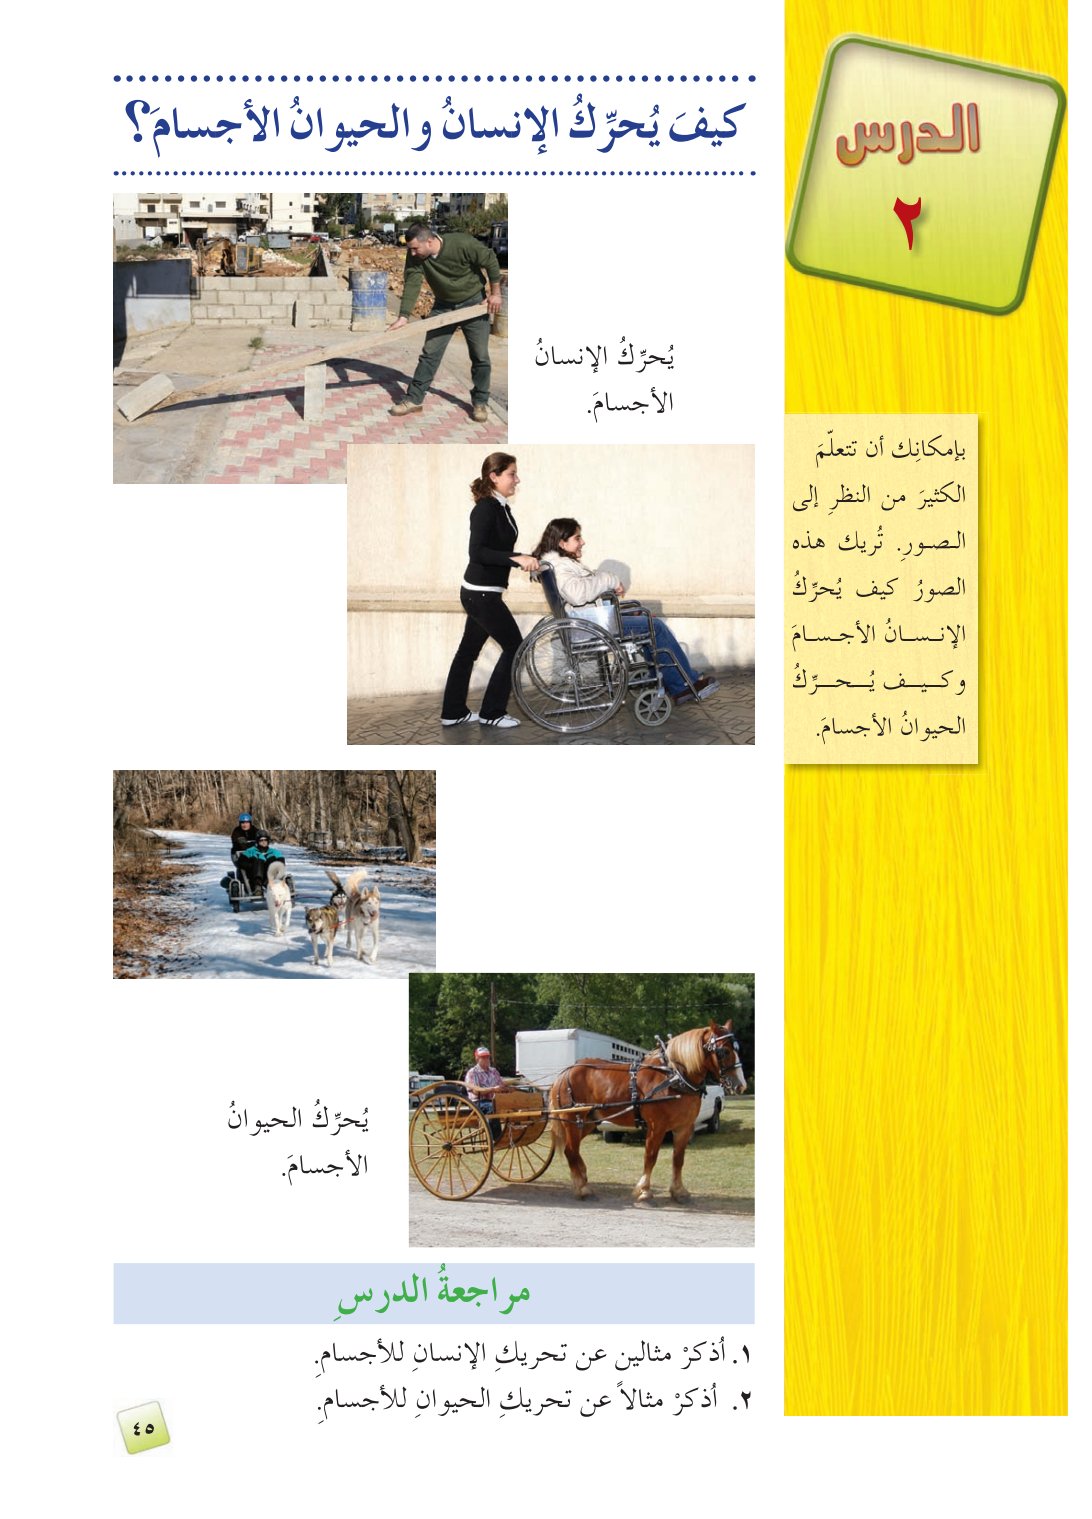 الدرس
٢
كيفَ يُحرِّكُ الإنسانُ والحيوانُ الأجسامَ؟
يُحرِّكُ الإنسانُ
الأجسامَ.
بإمكانِك أن تتعلّمَ
الكثيرَ من النظرِ إلى
الصورِ. تُريك هذه
الصورُ كيف يُحرِّكُ
الإنسانُ الأجسامَ
وكيف يُحرِّكُ
الحيوانُ الأجسامَ.
يُحرِّكُ الحيوانُ
الأجسامَ.
مراجعةُ الدرسِ
١. اُذكرْ مثالين عن تحريكِ الإنسانِ للأجسامِ.
٢. اُذكرْ مثالاً عن تحريكِ الحيوانِ للأجسامِ.
٤٥